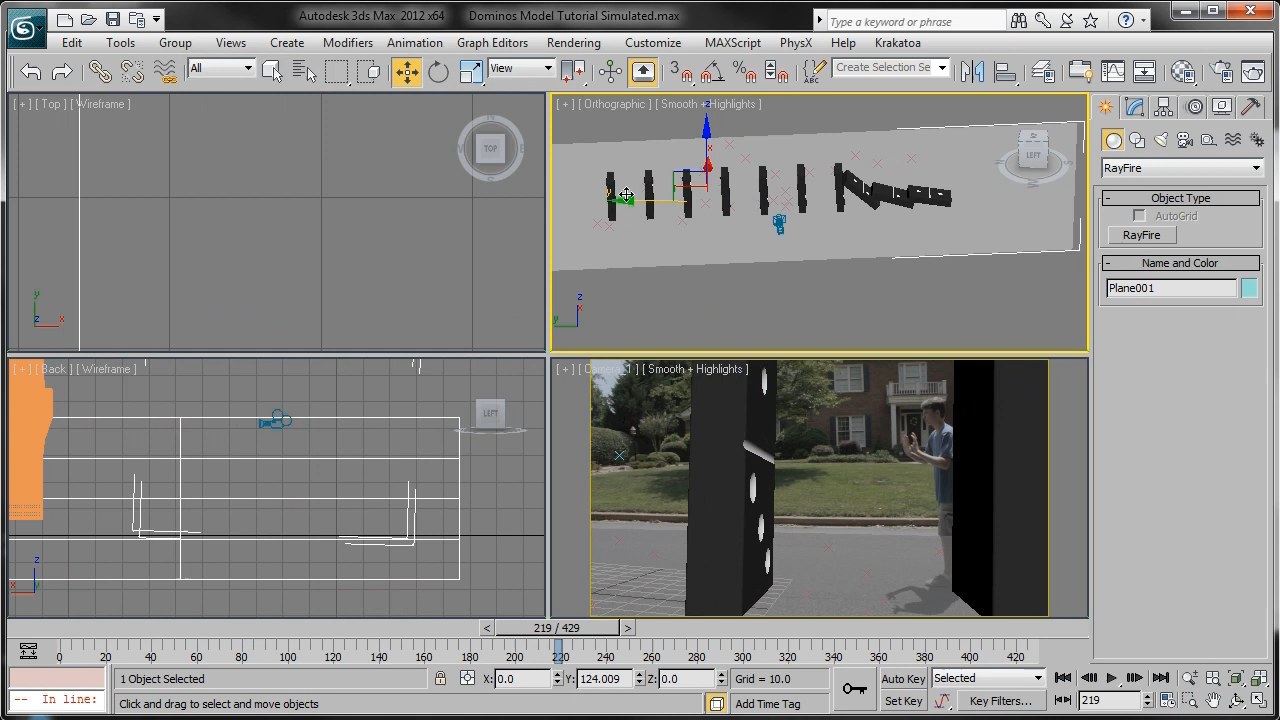 Autodesk 3ds Max 2012 x64 Dominos Model Tutorial Simulated.max
Type a keyword or phrase
Edit Tools Group Views Create Modifiers Animation Graph Editors Rendering Customize MAXScript PhysX Help Krakatoa
All View Create Selection Se
[ + ] [ Top ] [ Wireframe ]
TOP
[ + ] [ Orthographic ] [ Smooth + Highlights ]
LEFT
RayFire
- Object Type
AutoGrid
RayFire
- Name and Color
Plane001
[ + ] [ Back ] [ Wireframe ]
LEFT
[ + ] [ Camera_1 ] [ Smooth + Highlights ]
< 219 / 429 >
0 20 40 60 80 100 120 140 160 180 200 220 240 260 280 300 320 340 360 380 400 420
1 Object Selected X: 0.0 Y: 124.009 Z: 0.0 Grid = 10.0 Auto Key Selected
-- In line: Click and drag to select and move objects Add Time Tag Set Key Key Filters... 219